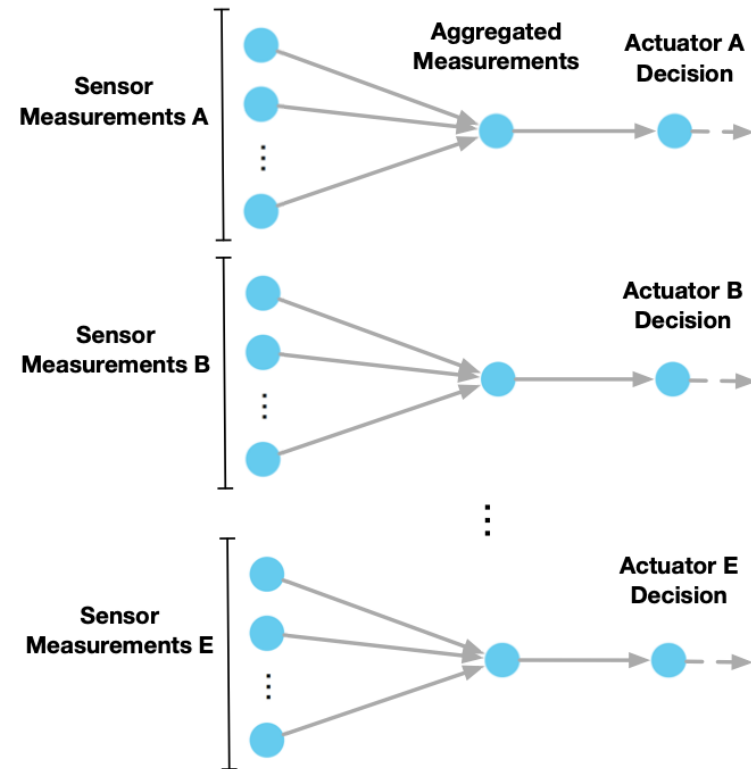 Sensor
Measurements A
Aggregated
Measurements
Actuator A
Decision
...
Sensor
Measurements B
Actuator B
Decision
...
...
Sensor
Measurements E
Actuator E
Decision
...